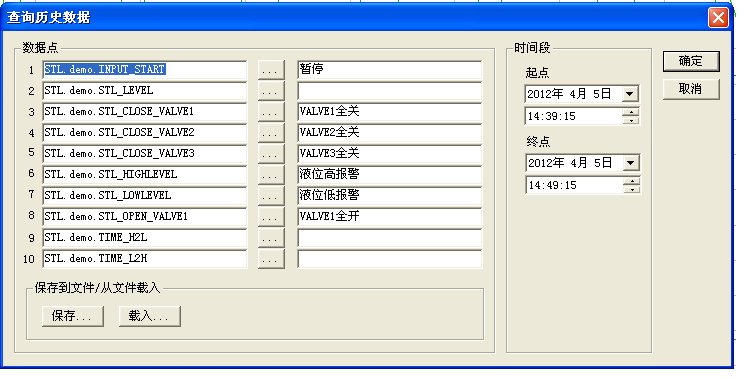 查询历史数据
数据点
1 STL.demo.INPUT_START ... 暂停
2 STL.demo.STL_LEVEL ...
3 STL.demo.STL_CLOSE_VALVE1 ... VALVE1全关
4 STL.demo.STL_CLOSE_VALVE2 ... VALVE2全关
5 STL.demo.STL_CLOSE_VALVE3 ... VALVE3全关
6 STL.demo.STL_HIGHLEVEL ... 液位高报警
7 STL.demo.STL_LOWLEVEL ... 液位低报警
8 STL.demo.STL_OPEN_VALVE1 ... VALVE1全开
9 STL.demo.TIME_H2L ...
10 STL.demo.TIME_L2H ...
保存到文件/从文件载入
保存... 载入...
时间段
起点
2012年 4月 5日
14:39:15
终点
2012年 4月 5日
14:49:15
确定
取消